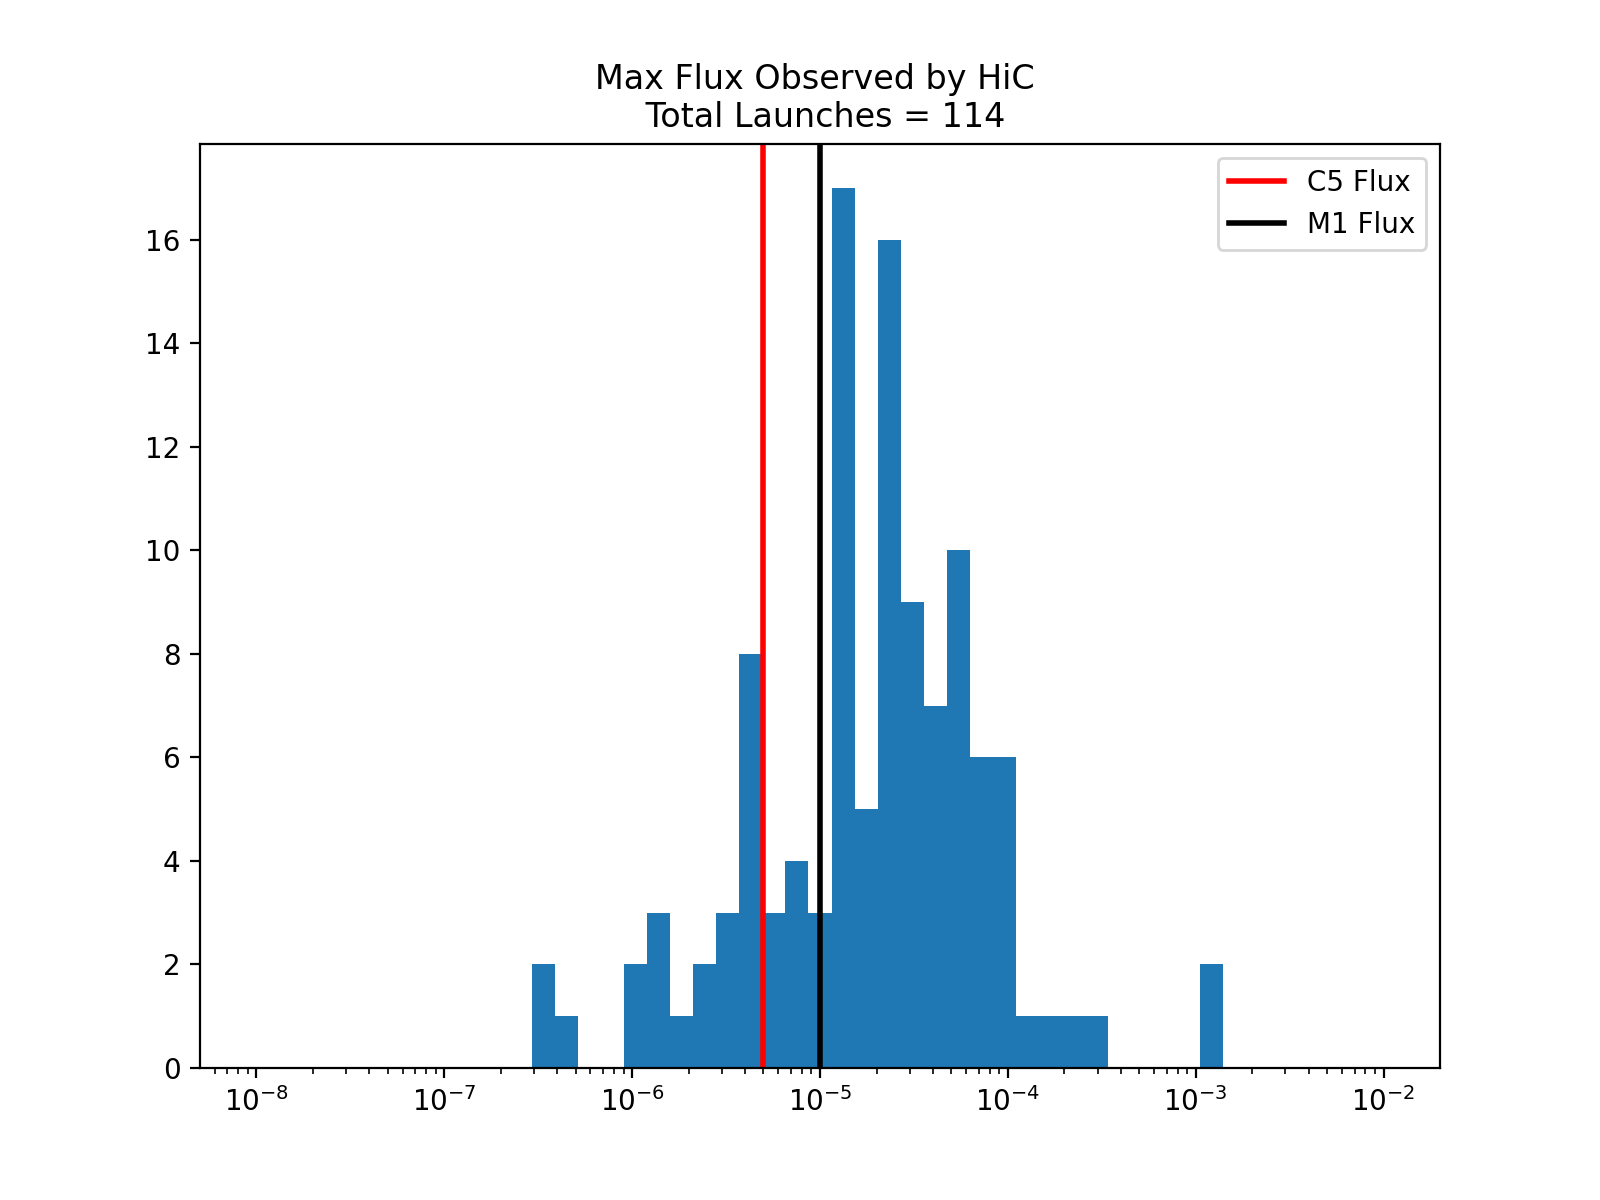 Max Flux Observed by HiC
Total Launches = 114
C5 Flux
M1 Flux
16
14
12
10
8
6
4
2
0
10⁻⁸ 10⁻⁷ 10⁻⁶ 10⁻⁵ 10⁻⁴ 10⁻³ 10⁻²